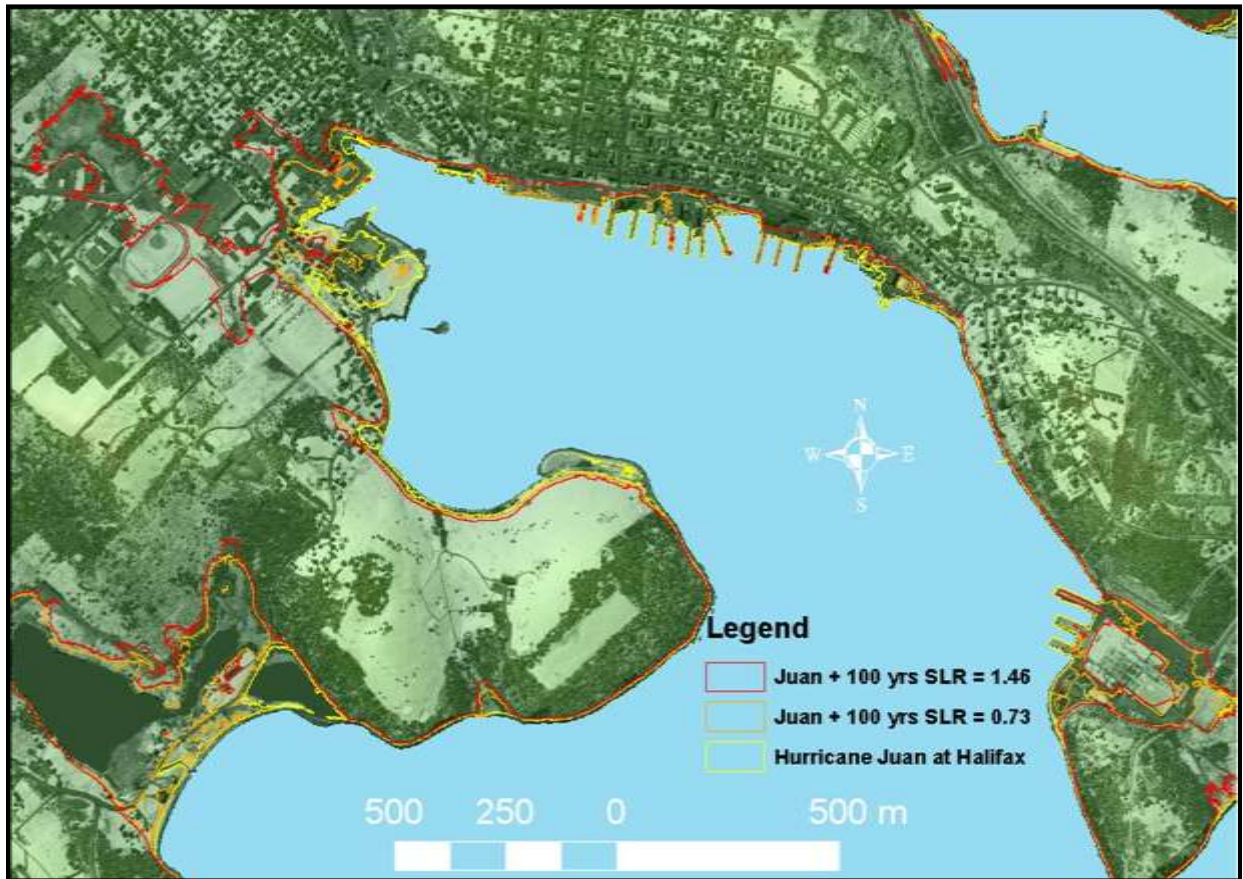 N
W E
S
Legend
Juan + 100 yrs SLR = 1.46
Juan + 100 yrs SLR = 0.73
Hurricane Juan at Halifax
500 250 0 500 m